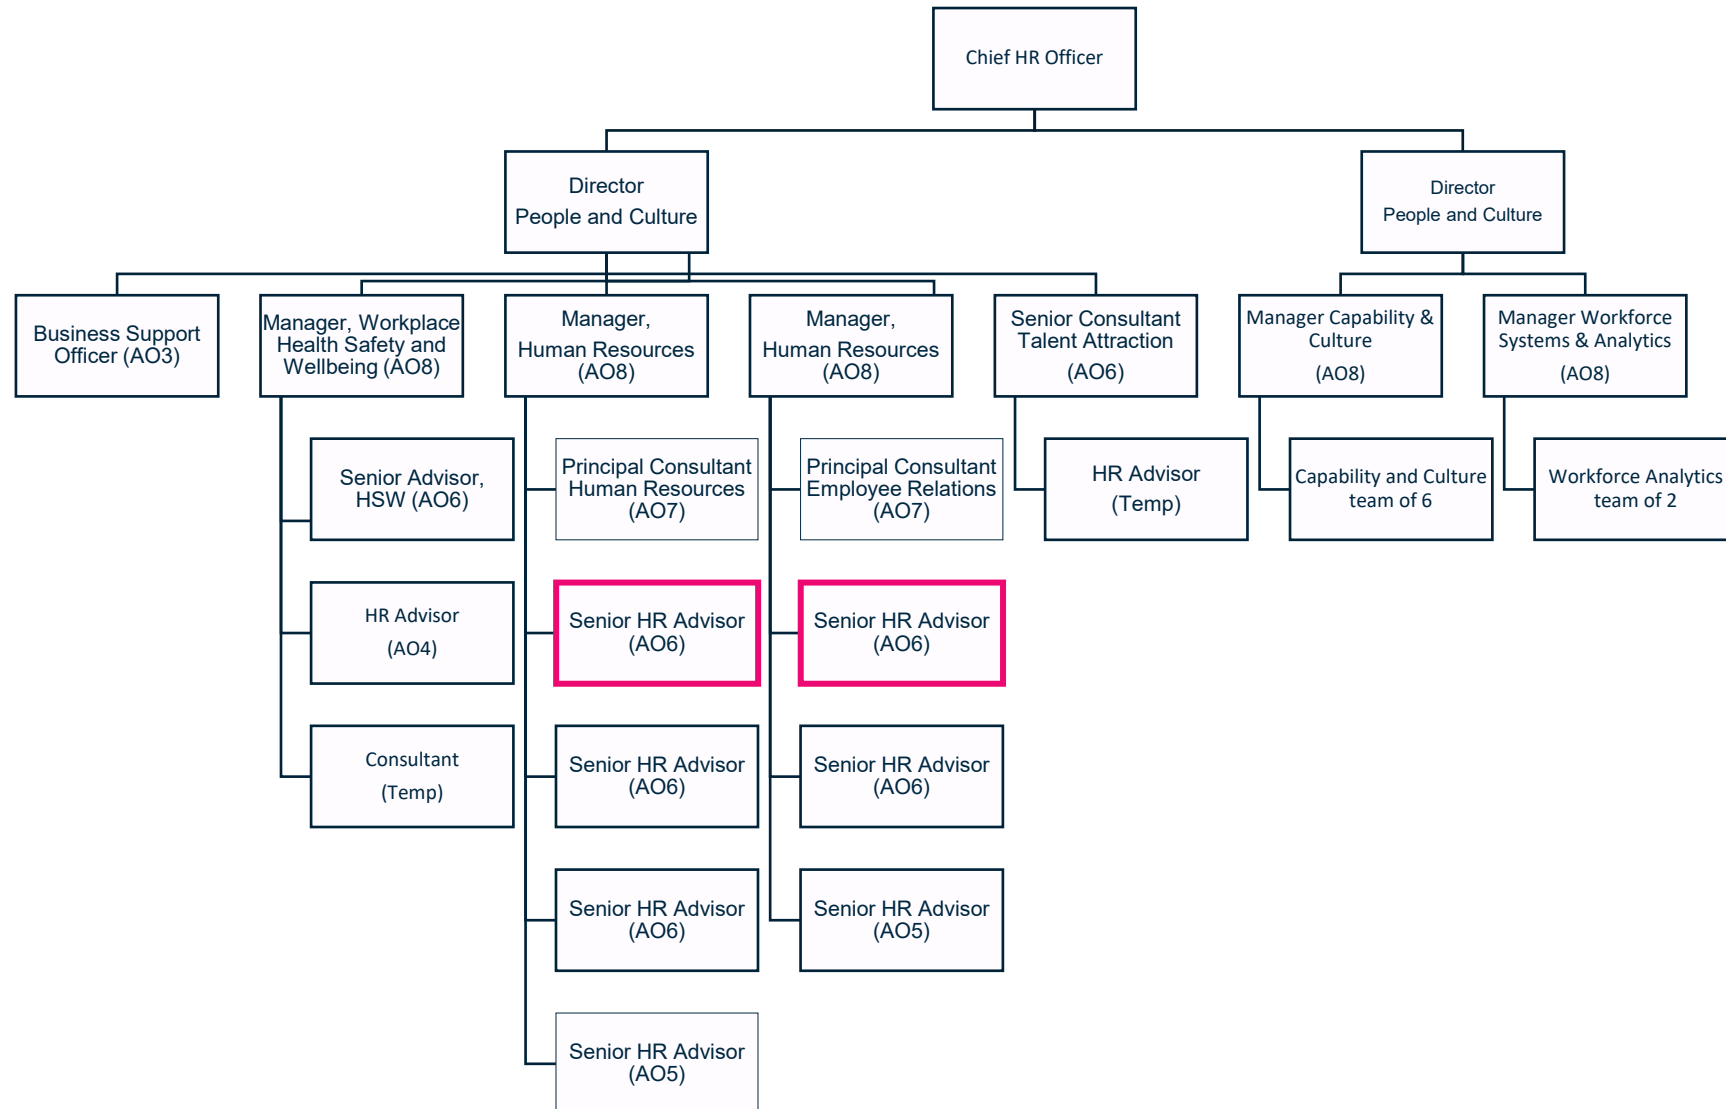 Chief HR Officer
Director
People and Culture
Director
People and Culture
Business Support
Officer (AO3)
Manager, Workplace
Health Safety and
Wellbeing (AO8)
Manager,
Human Resources
(AO8)
Manager,
Human Resources
(AO8)
Senior Consultant
Talent Attraction
(AO6)
Manager Capability &
Culture
(AO8)
Manager Workforce
Systems & Analytics
(AO8)
Senior Advisor,
HSW (AO6)
Principal Consultant
Human Resources
(AO7)
Principal Consultant
Employee Relations
(AO7)
HR Advisor
(Temp)
Capability and Culture
team of 6
Workforce Analytics
team of 2
HR Advisor
(AO4)
Senior HR Advisor
(AO6)
Senior HR Advisor
(AO6)
Consultant
(Temp)
Senior HR Advisor
(AO6)
Senior HR Advisor
(AO6)
Senior HR Advisor
(AO6)
Senior HR Advisor
(AO5)
Senior HR Advisor
(AO5)